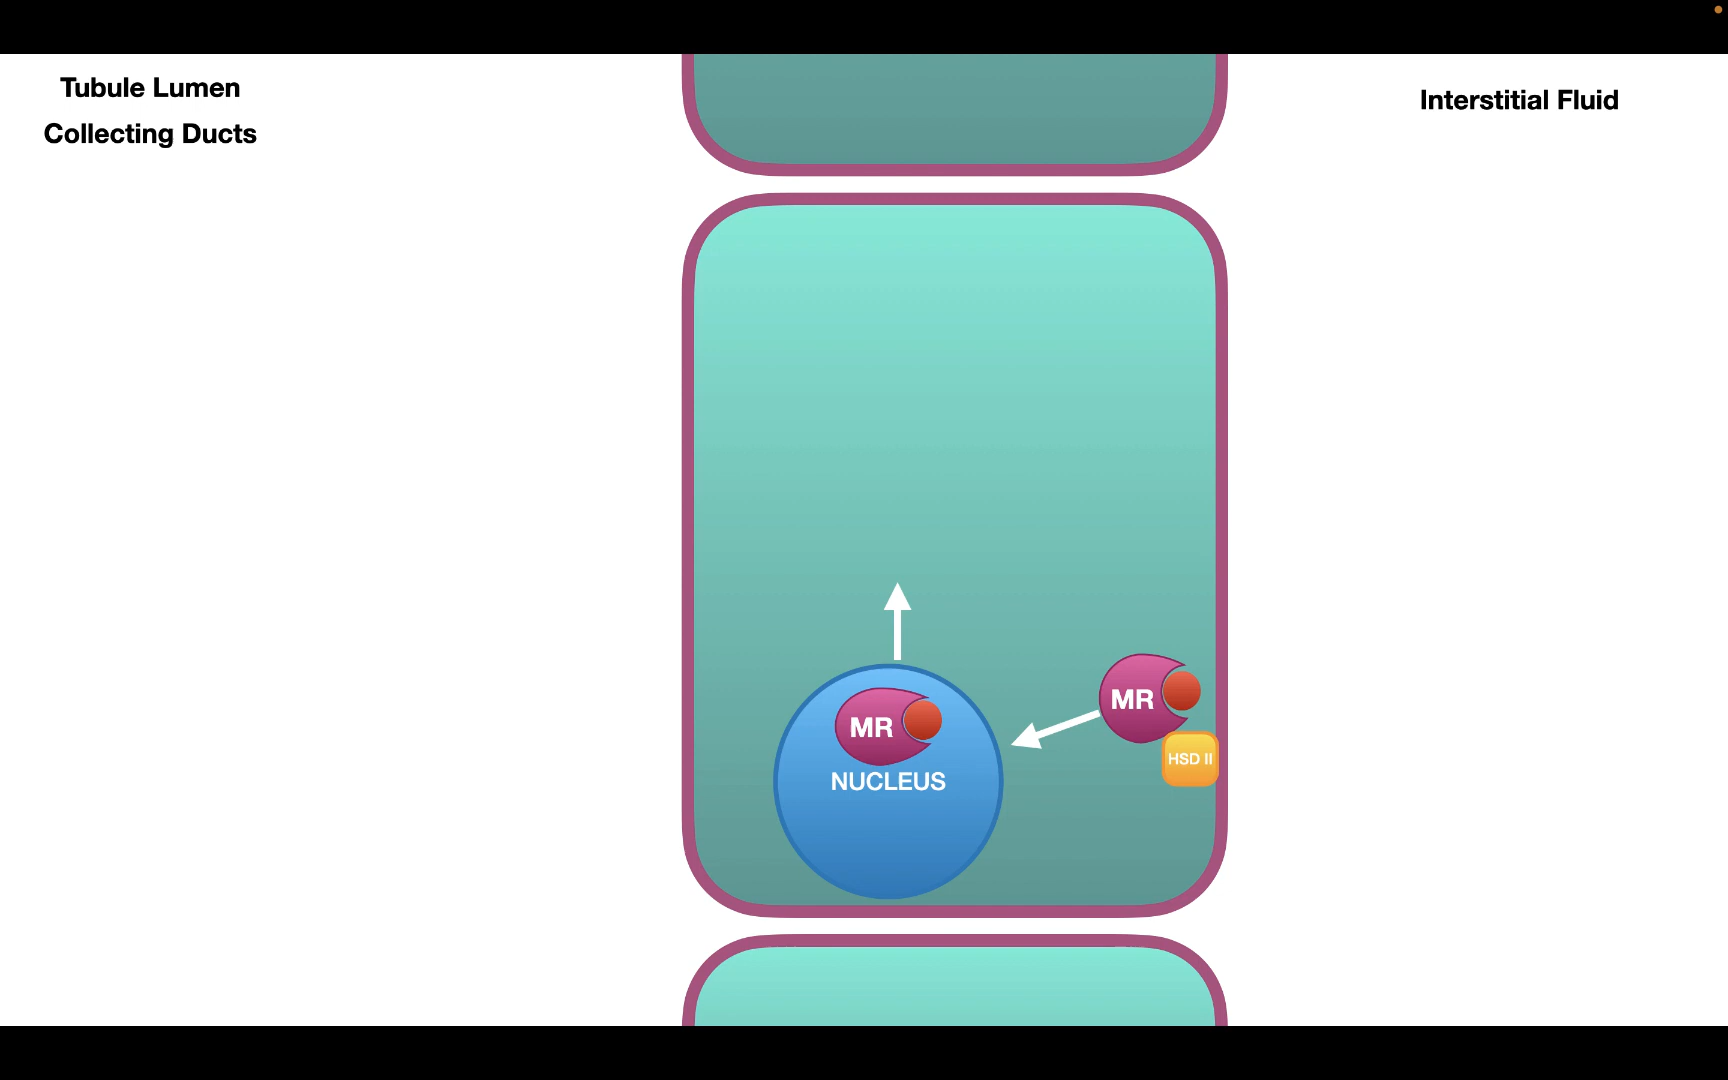 Tubule Lumen
Collecting Ducts
Interstitial Fluid
MR
MR
HSD II
NUCLEUS